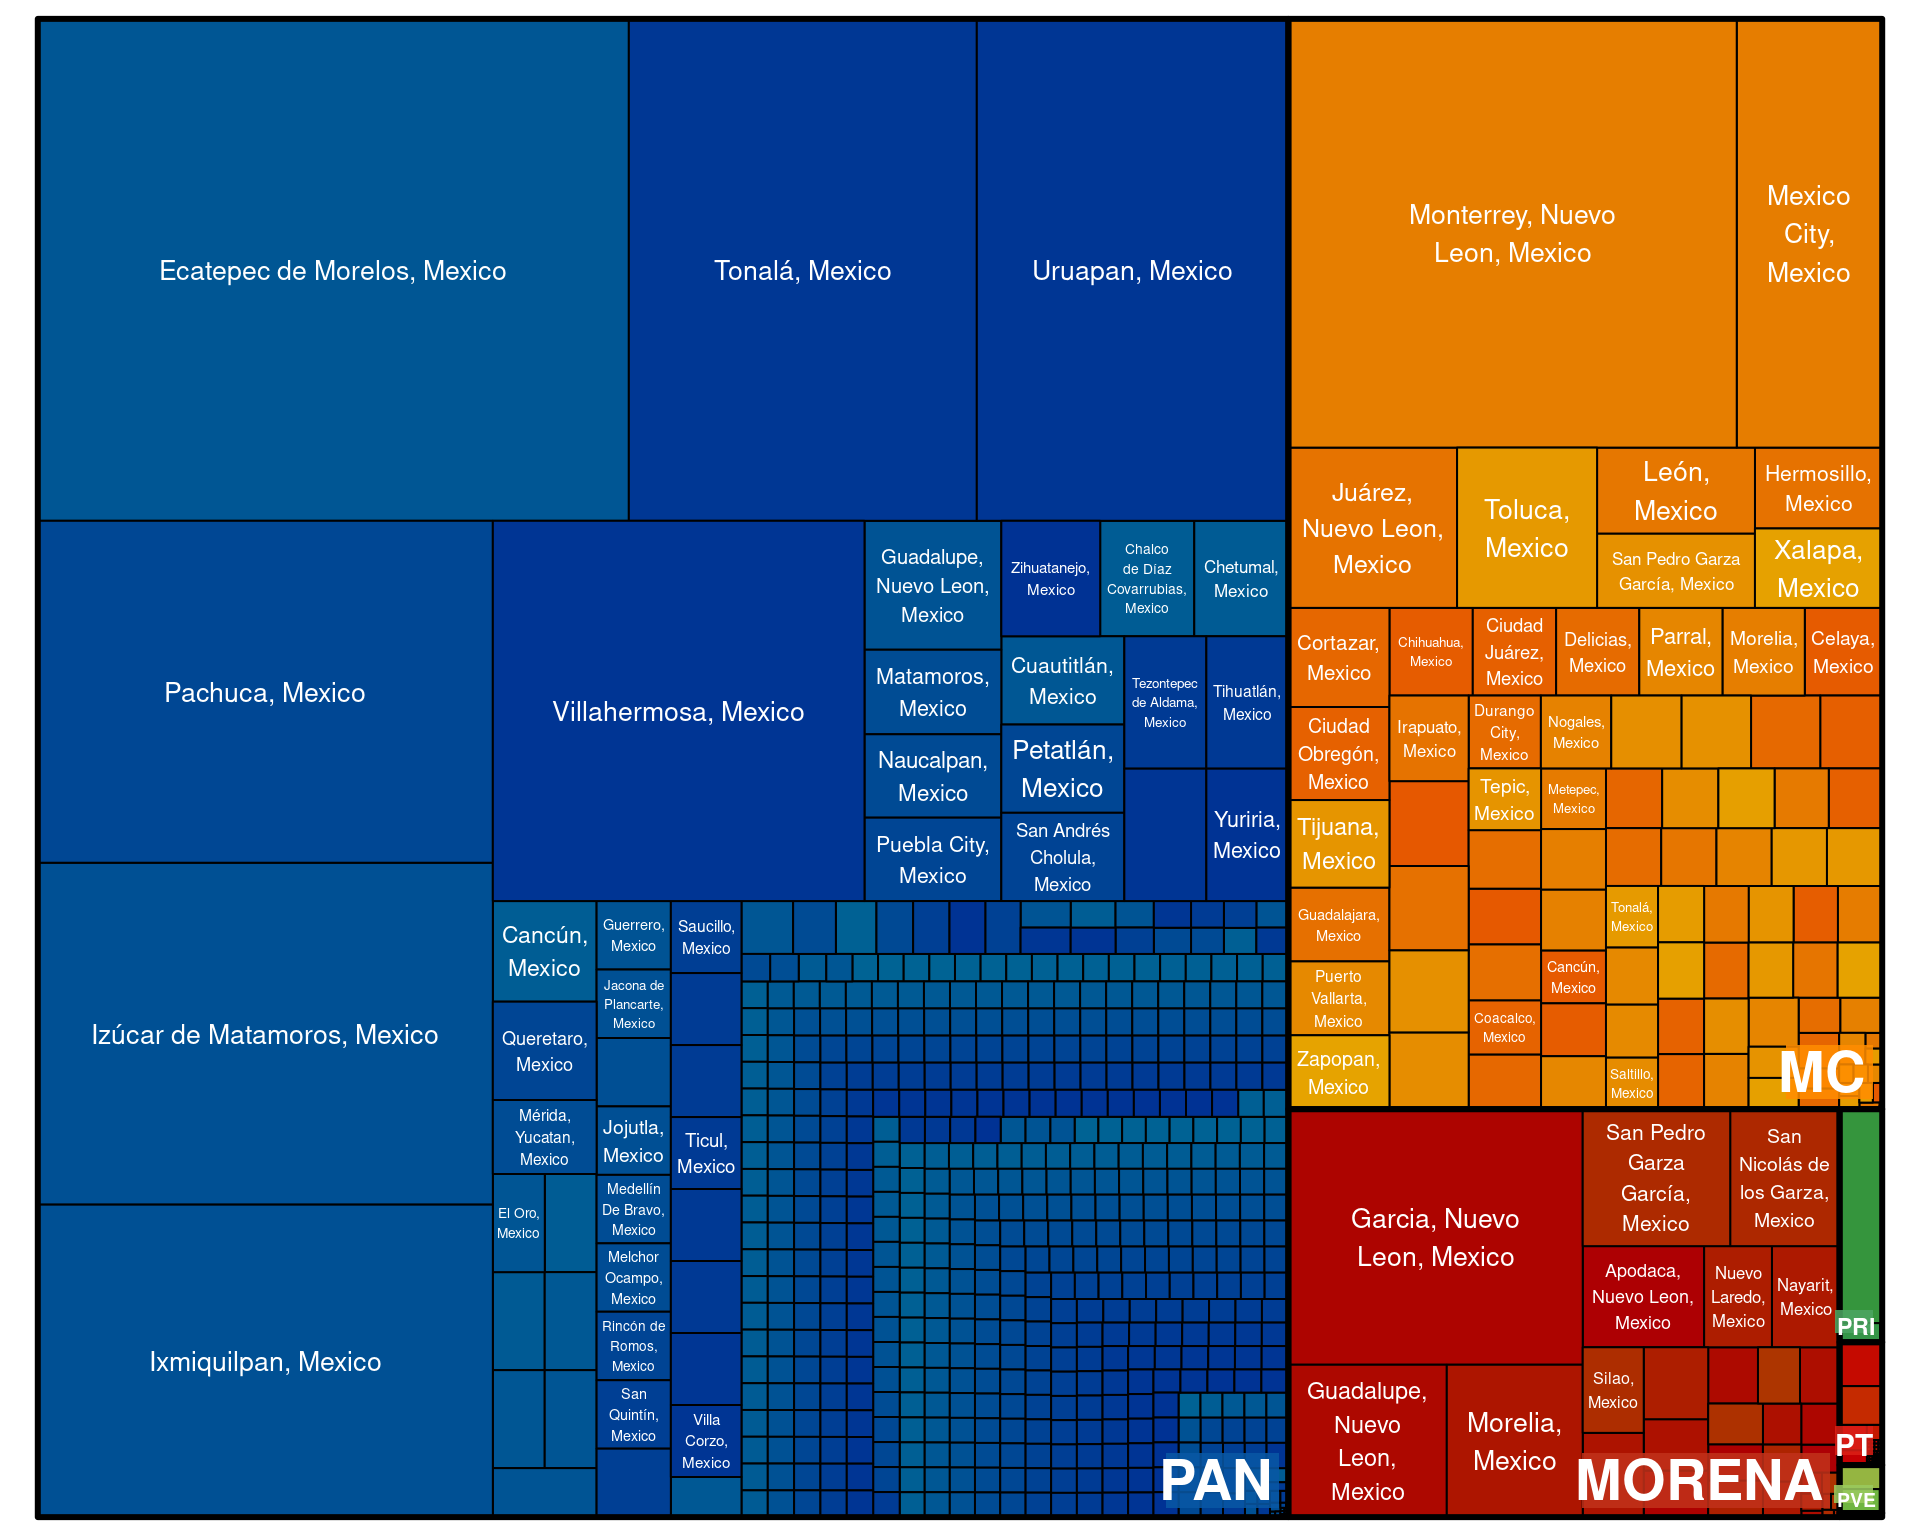 Ecatepec de Morelos, Mexico
Tonalá, Mexico
Uruapan, Mexico
Pachuca, Mexico
Izúcar de Matamoros, Mexico
Ixmiquilpan, Mexico
Villahermosa, Mexico
Guadalupe,
Nuevo Leon,
Mexico
Matamoros,
Mexico
Naucalpan,
Mexico
Puebla City,
Mexico
Zihuatanejo,
Mexico
Chalco
de Díaz
Covarrubias,
Mexico
Chetumal,
Mexico
Cuautitlán,
Mexico
Petatlán,
Mexico
San Andrés
Cholula,
Mexico
Tezontepec
de Aldama,
Mexico
Tihuatlán,
Mexico
Yuriria,
Mexico
Cancún,
Mexico
Queretaro,
Mexico
Mérida,
Yucatan,
Mexico
El Oro,
Mexico
Guerrero,
Mexico
Jacona de
Plancarte,
Mexico
Jojutla,
Mexico
Medellín
De Bravo,
Mexico
Melchor
Ocampo,
Mexico
Rincón de
Romos,
Mexico
San
Quintín,
Mexico
Saucillo,
Mexico
Ticul,
Mexico
Villa
Corzo,
Mexico
PAN
Monterrey, Nuevo
Leon, Mexico
Mexico
City,
Mexico
Juárez,
Nuevo Leon,
Mexico
Toluca,
Mexico
León,
Mexico
San Pedro Garza
García, Mexico
Hermosillo,
Mexico
Xalapa,
Mexico
Cortazar,
Mexico
Ciudad
Obregón,
Mexico
Tijuana,
Mexico
Guadalajara,
Mexico
Puerto
Vallarta,
Mexico
Zapopan,
Mexico
Chihuahua,
Mexico
Ciudad
Juárez,
Mexico
Delicias,
Mexico
Parral,
Mexico
Morelia,
Mexico
Celaya,
Mexico
Irapuato,
Mexico
Durango
City,
Mexico
Nogales,
Mexico
Tepic,
Mexico
Metepec,
Mexico
Tonalá,
Mexico
Cancún,
Mexico
Coacalco,
Mexico
Saltillo,
Mexico
MC
Garcia, Nuevo
Leon, Mexico
Guadalupe,
Nuevo
Leon,
Mexico
Morelia,
Mexico
San Pedro
Garza
García,
Mexico
San
Nicolás de
los Garza,
Mexico
Apodaca,
Nuevo Leon,
Mexico
Nuevo
Laredo,
Mexico
Nayarit,
Mexico
Silao,
Mexico
MORENA
PRI
PT
PVE